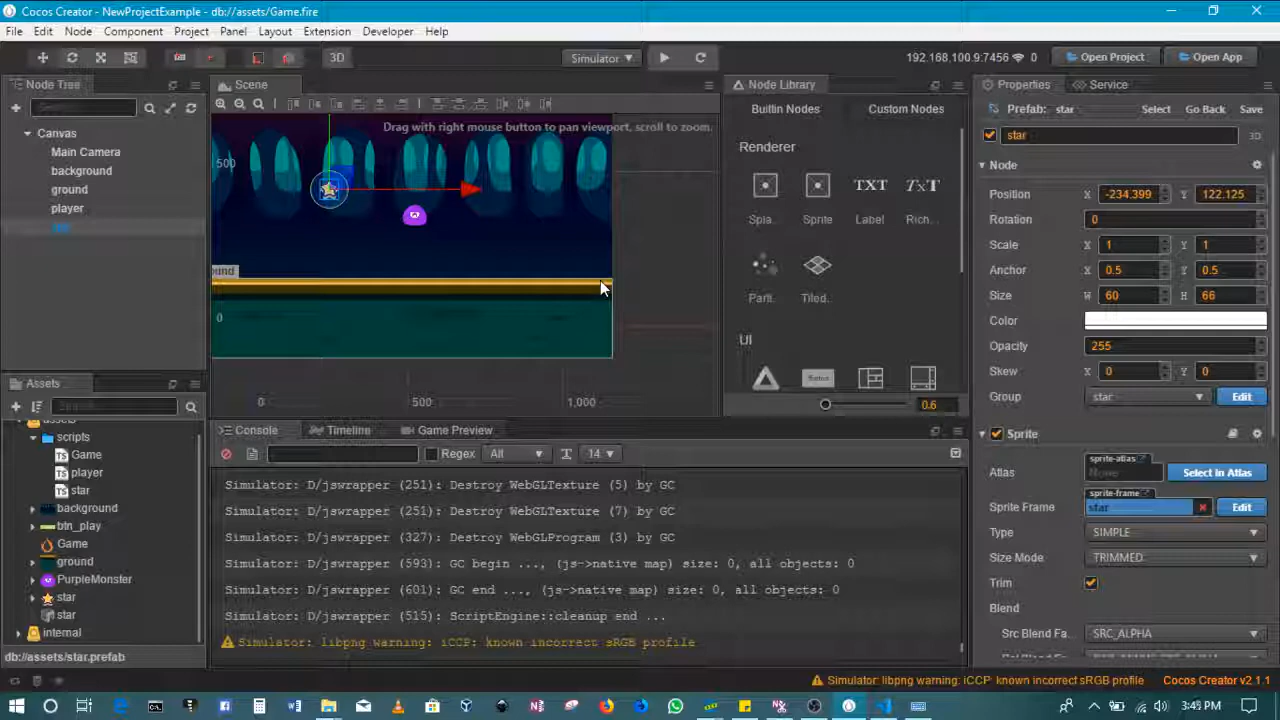 Cocos Creator - NewProjectExample - db://assets/Game.fire
File Edit Node Component Project Panel Layout Extension Developer Help
3D Simulator 192.168.100.9:7456 0 Open Project Open App
Node Tree
Canvas
Main Camera
background
ground
player
Scene
Drag with right mouse button to pan viewport, scroll to zoom.
500
0
0 500 1,000
Node Library
Builtin Nodes Custom Nodes
Renderer
TXT TxT
Spla.. Sprite Label Rich..
Parti.. Tiled..
UI
0.6
Properties Service
Prefab: star Select Go Back Save
star 3D
Node
Position X -234.399 Y 122.125
Rotation 0
Scale X 1 Y 1
Anchor X 0.5 Y 0.5
Size W 60 H 66
Color
Opacity 255
Skew X 0 Y 0
Group star Edit
Sprite
sprite-atlas
Atlas None Select In Atlas
sprite-frame
Sprite Frame star Edit
Type SIMPLE
Size Mode TRIMMED
Trim
Blend
Src Blend Fa.. SRC_ALPHA
Assets
assets
scripts
Game
player
star
background
btn_play
Game
ground
PurpleMonster
star
star
internal
db://assets/star.prefab
Console Timeline Game Preview
Regex All 14
Simulator: D/jswrapper (251): Destroy WebGLTexture (5) by GC
Simulator: D/jswrapper (251): Destroy WebGLTexture (7) by GC
Simulator: D/jswrapper (327): Destroy WebGLProgram (3) by GC
Simulator: D/jswrapper (593): GC begin ..., (js->native map) size: 0, all objects: 0
Simulator: D/jswrapper (601): GC end ..., (js->native map) size: 0, all objects: 0
Simulator: D/jswrapper (515): ScriptEngine::cleanup end ...
Simulator: libpng warning: iCCP: known incorrect sRGB profile
Simulator: libpng warning: iCCP: known incorrect sRGB profile Cocos Creator v2.1.1